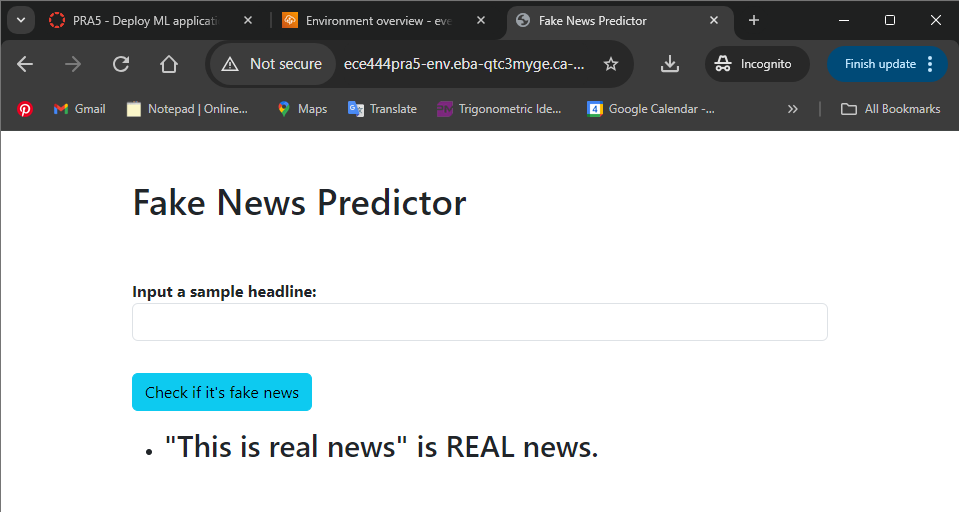 PRA5 - Deploy ML applicati
Environment overview - eve
Fake News Predictor
Not secure
ece444pra5-env.eba-qtc3myge.ca-...
Incognito
Finish update
Gmail
Notepad | Online...
Maps
Translate
Trigonometric Ide...
4
Google Calendar -...
»
All Bookmarks
Fake News Predictor
Input a sample headline:
Check if it's fake news
• "This is real news" is REAL news.